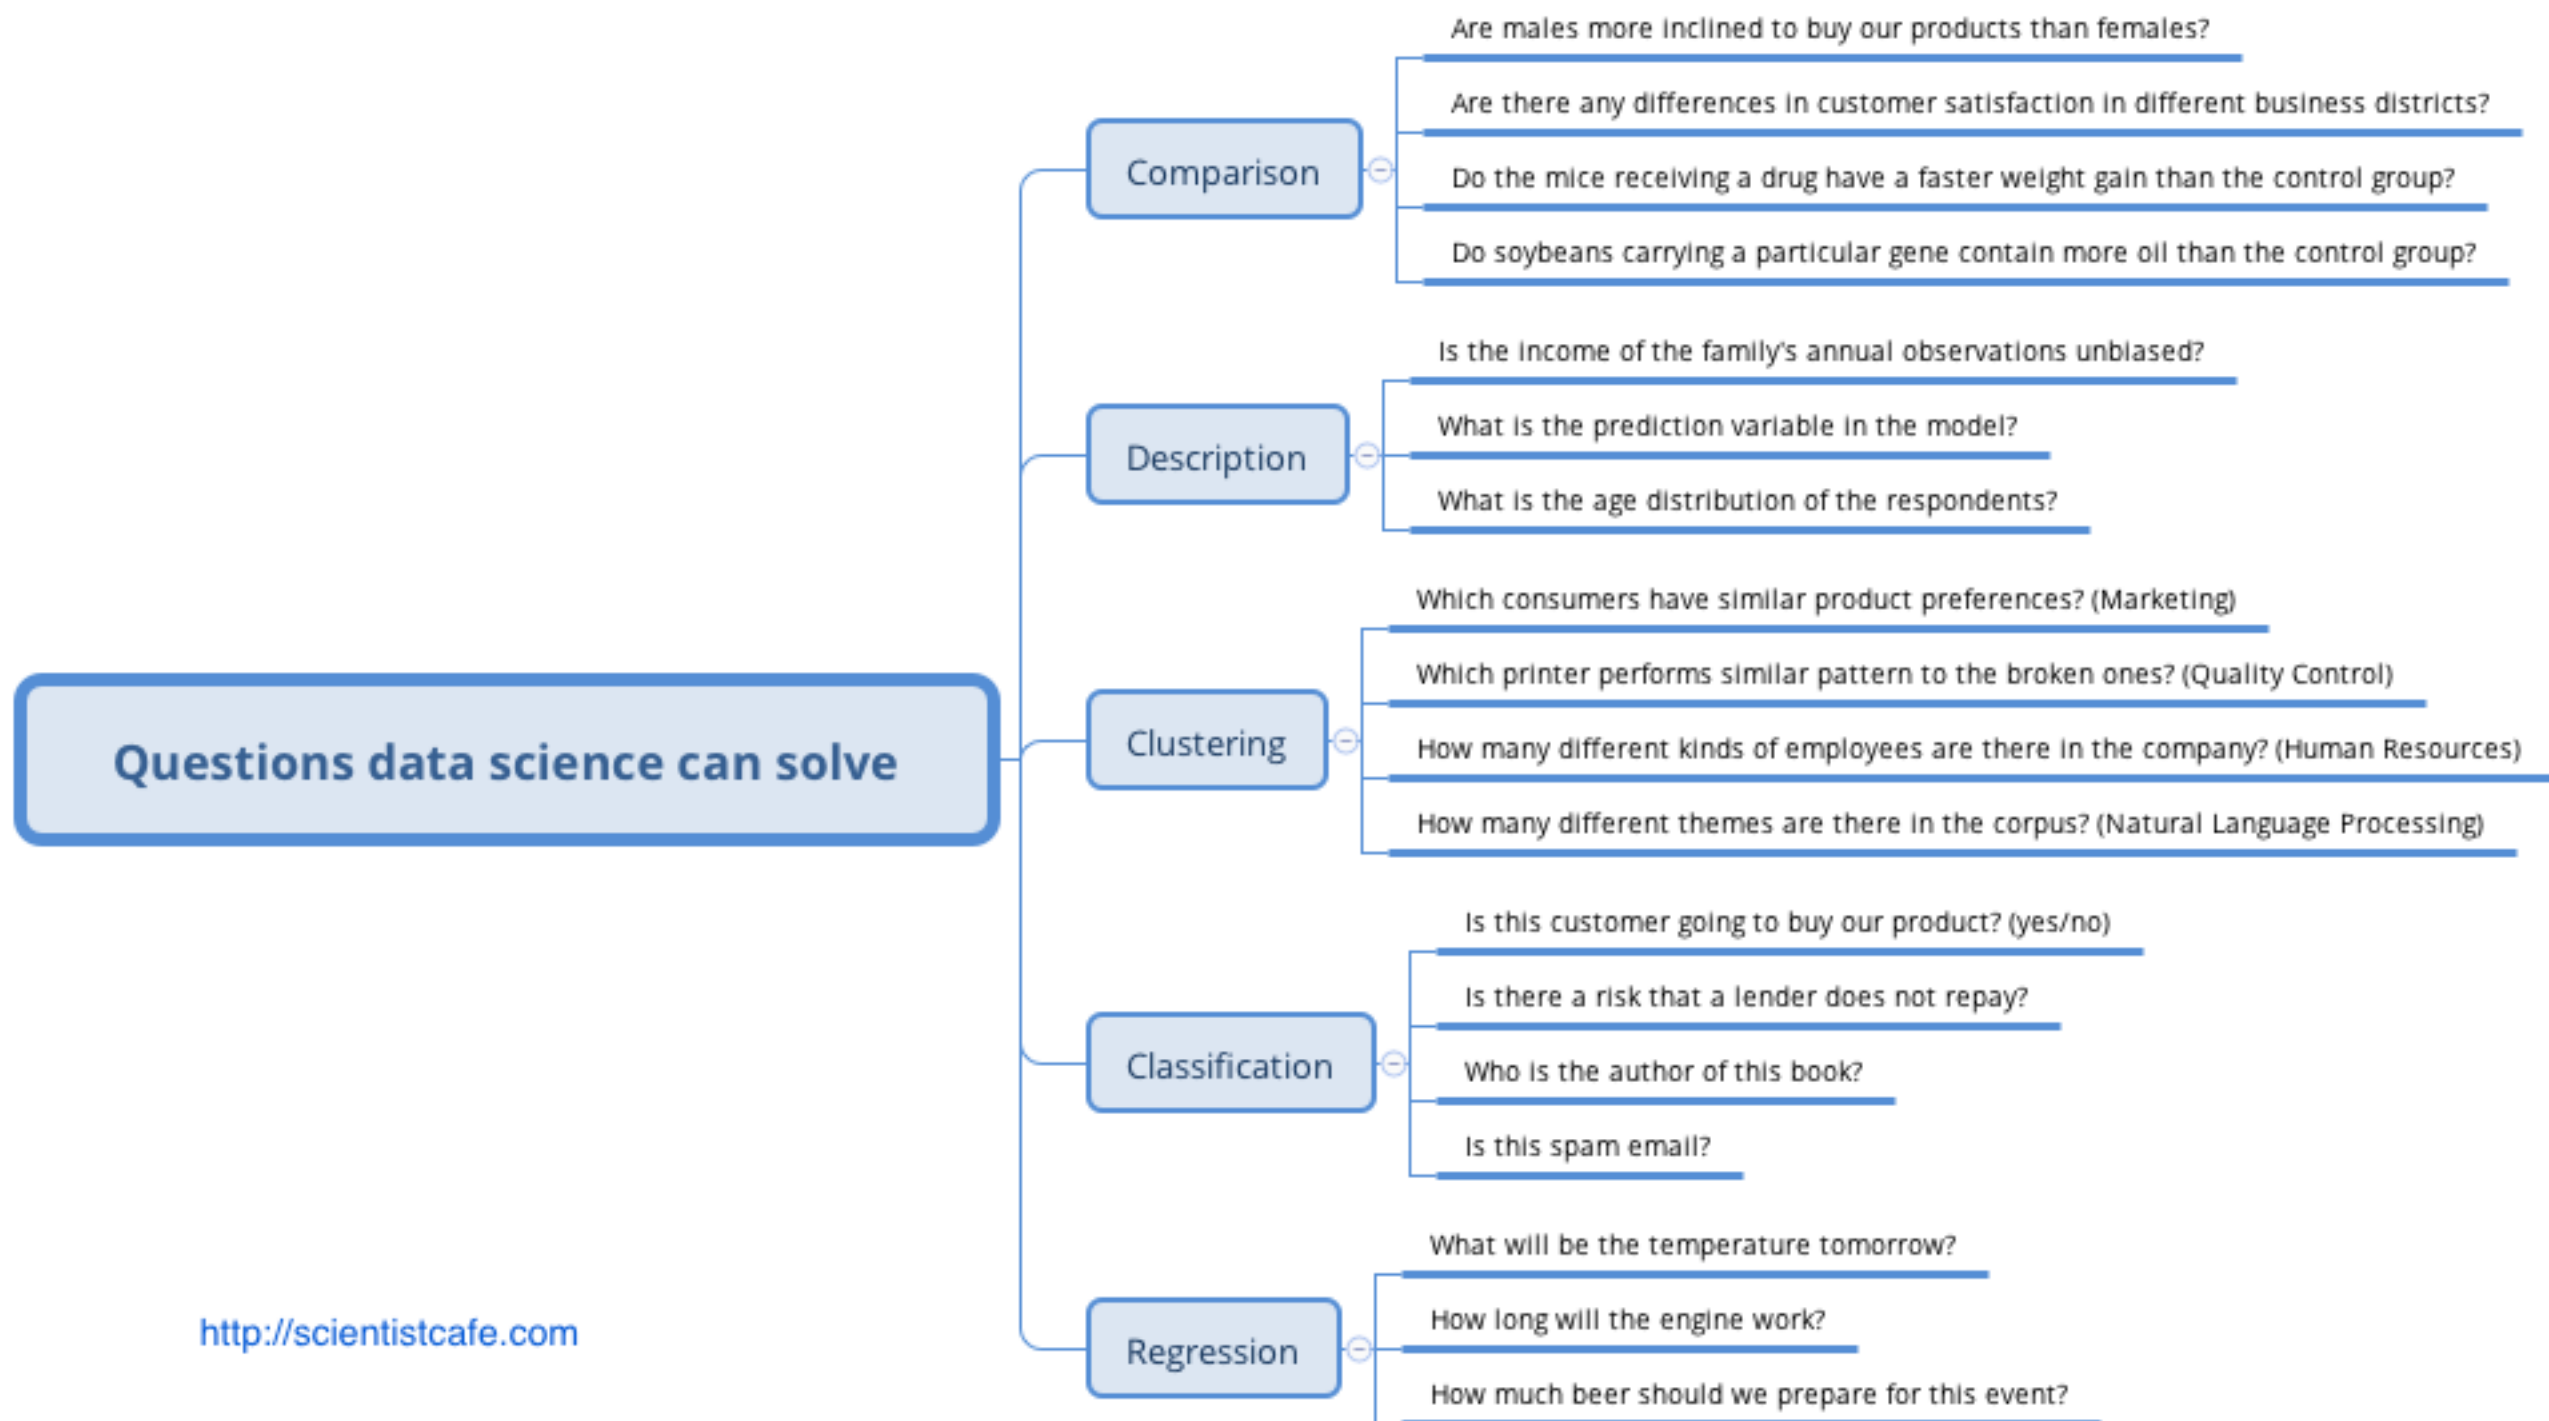 Are males more inclined to buy our products than females?
Are there any differences in customer satisfaction in different business districts?
Comparison
Do the mice receiving a drug have a faster weight gain than the control group?
Do soybeans carrying a particular gene contain more oil than the control group?
Is the income of the family's annual observations unbiased?
What is the prediction variable in the model?
Description
What is the age distribution of the respondents?
Which consumers have similar product preferences? (Marketing)
Which printer performs similar pattern to the broken ones? (Quality Control)
Questions data science can solve
Clustering
How many different kinds of employees are there in the company? (Human Resources)
How many different themes are there in the corpus? (Natural Language Processing)
Is this customer going to buy our product? (yes/no)
Is there a risk that a lender does not repay?
Classification
Who is the author of this book?
Is this spam email?
What will be the temperature tomorrow?
How long will the engine work?
http://scientistcafe.com
Regression
How much beer should we prepare for this event?